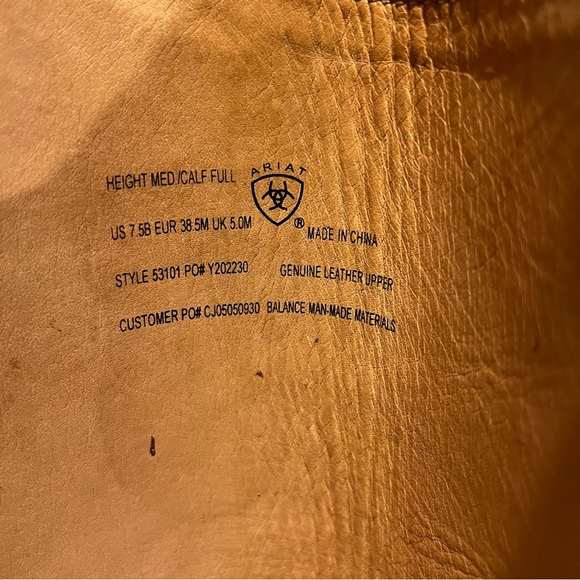 HEIGHT MED./CALF FULL
ARIAT
®
US 7.5B EUR 38.5M UK 5.0M
MADE IN CHINA
STYLE 53101 PO# Y202230
GENUINE LEATHER UPPER
CUSTOMER PO# CJ05050930
BALANCE MAN-MADE MATERIALS